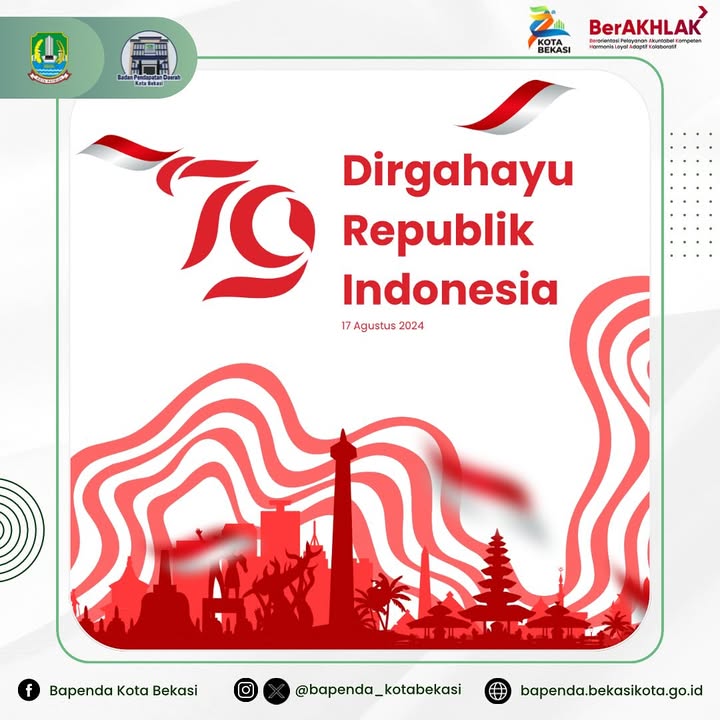 Badan Pendapatan Daerah
Kota Bekasi
KOTA
BEKASI
BerAKHLAK
Berorientasi Pelayanan Akuntabel Kompeten
Harmonis Loyal Adaptif Kolaboratif
79
Dirgahayu
Republik
Indonesia
17 Agustus 2024
Bapenda Kota Bekasi
@bapenda_kotabekasi
bapenda.bekasikota.go.id